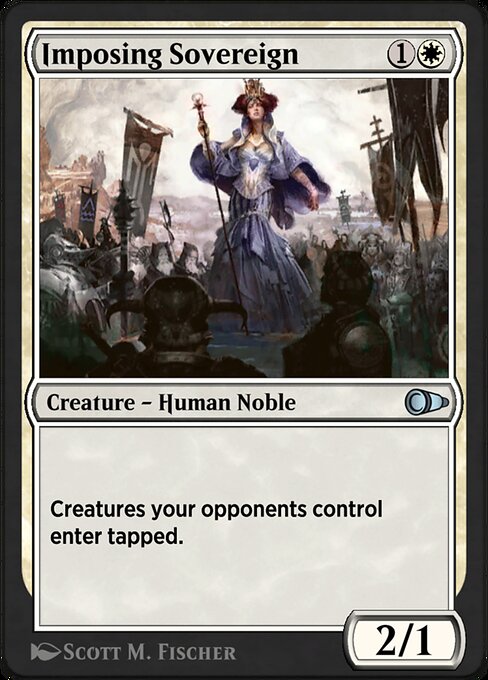 Imposing Sovereign 1
Creature – Human Noble
Creatures your opponents control
enter tapped.
2/1
Scott M. Fischer